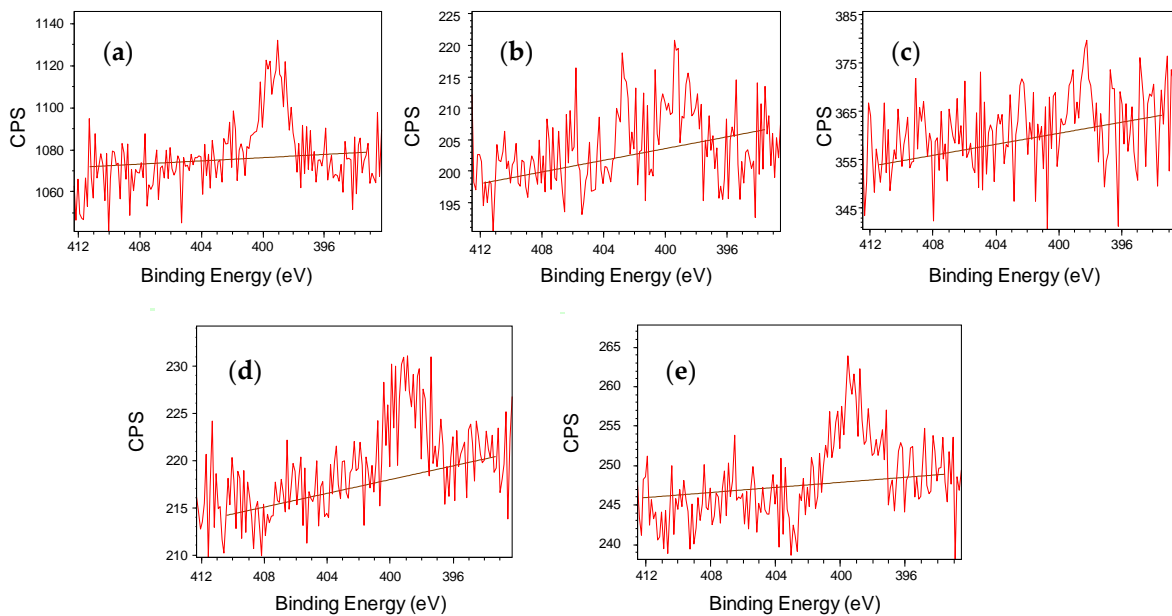 (a)
CPS
1140
1120
1100
1080
1060
412 408 404 400 396
Binding Energy (eV)
(b)
CPS
225
220
215
210
205
200
195
412 408 404 400 396
Binding Energy (eV)
(c)
CPS
385
375
365
355
345
412 408 404 400 396
Binding Energy (eV)
(d)
CPS
230
225
220
215
210
412 408 404 400 396
Binding Energy (eV)
(e)
CPS
265
260
255
250
245
240
412 408 404 400 396
Binding Energy (eV)